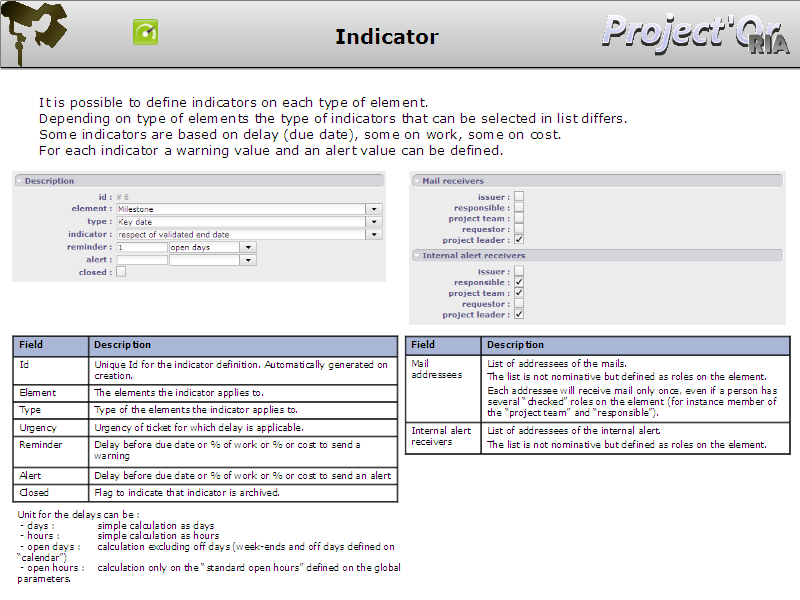 Indicator
Project'Or
RIA
It is possible to define indicators on each type of element.
Depending on type of elements the type of indicators that can be selected in list differs.
Some indicators are based on delay (due date), some on work, some on cost.
For each indicator a warning value and an alert value can be defined.
Description
id : # 6
element : Milestone
type : Key date
indicator : respect of validated end date
reminder : 1 open days
alert :
closed :
Mail receivers
issuer :
responsible :
project team :
requestor :
project leader :
Internal alert receivers
issuer :
responsible :
project team :
requestor :
project leader :
Field Description
Id Unique Id for the indicator definition. Automatically generated on
creation.
Element The elements the indicator applies to.
Type Type of the elements the indicator applies to.
Urgency Urgency of ticket for which delay is applicable.
Reminder Delay before due date or % of work or % or cost to send a
warning
Alert Delay before due date or % of work or % or cost to send an alert
Closed Flag to indicate that indicator is archived.
Field Description
Mail List of addressees of the mails.
addressees The list is not nominative but defined as roles on the element.
Each addressee will receive mail only once, even if a person has
several “checked” roles on the element (for instance member of
the “project team” and “responsible”).
Internal alert List of addressees of the internal alert.
receivers The list is not nominative but defined as roles on the element.
Unit for the delays can be :
- days : simple calculation as days
- hours : simple calculation as hours
- open days : calculation excluding off days (week-ends and off days defined on
“calendar”)
- open hours : calculation only on the “standard open hours” defined on the global
parameters.